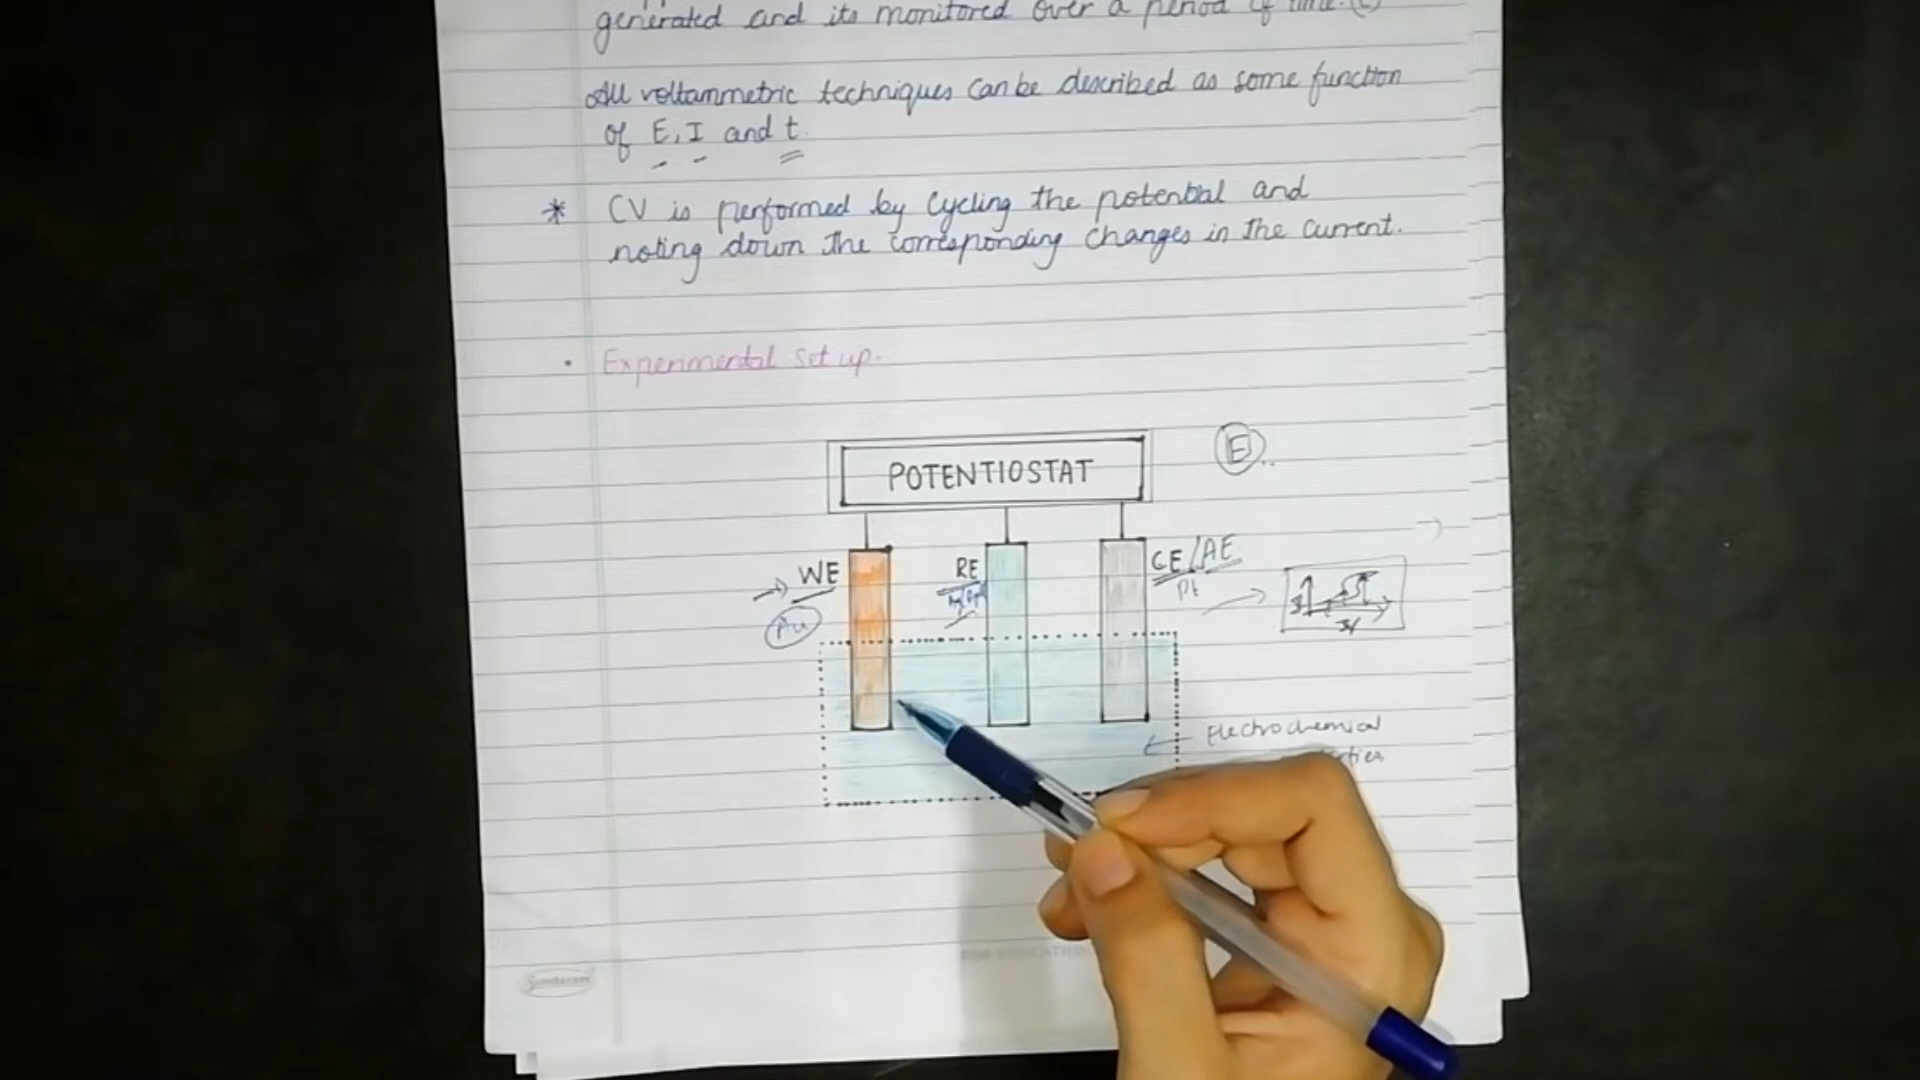 generated and its monitored over a period of time. (t)
All voltammetric techniques can be described as some function
of E, I and t.
* CV is performed by cycling the potential and
noting down the corresponding changes in the current.
• Experimental set up.
POTENTIOSTAT
E
WE
RE
CE/AE
Pt
Au
Electrochemical
Sundaram